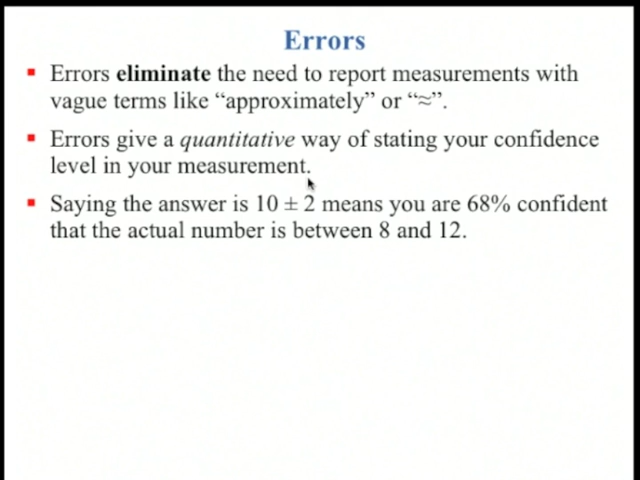 Errors
Errors eliminate the need to report measurements with
vague terms like “approximately” or “≈”.
Errors give a quantitative way of stating your confidence
level in your measurement.
Saying the answer is 10 ± 2 means you are 68% confident
that the actual number is between 8 and 12.